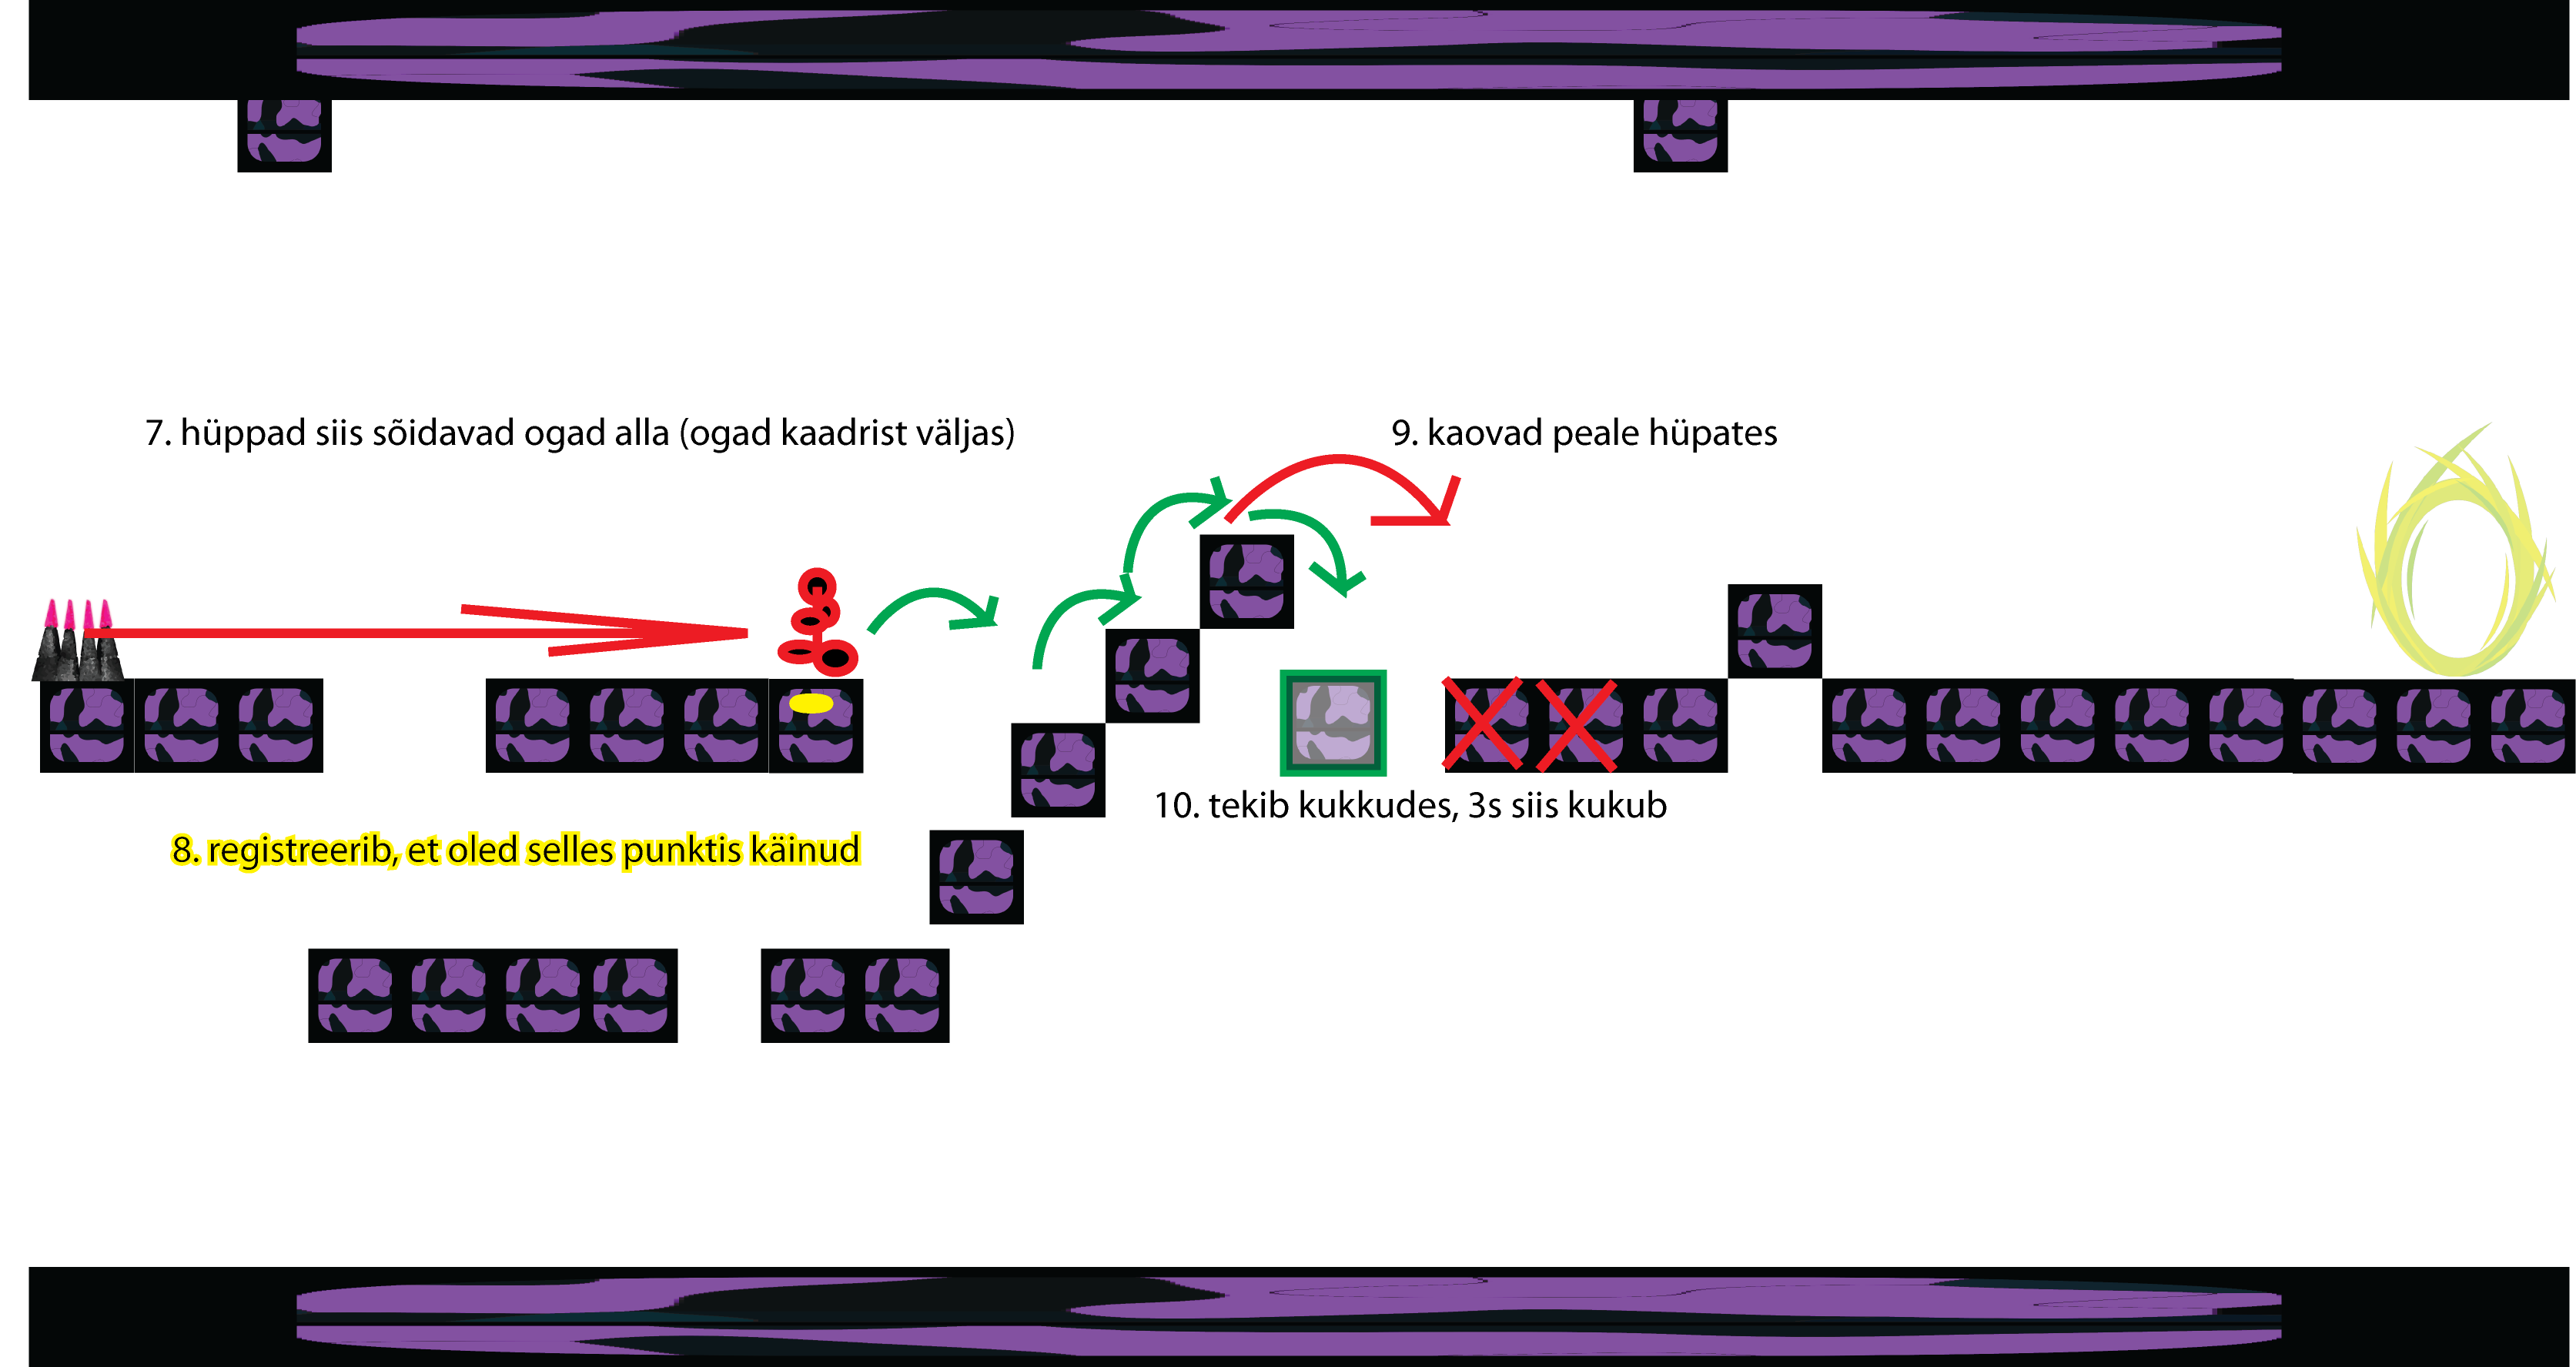 7. hüppad siis sõidavad ogad alla (ogad kaadrist väljas)
9. kaovad peale hüpates
10. tekib kukkudes, 3s siis kukub
8. registreerib, et oled selles punktis käinud